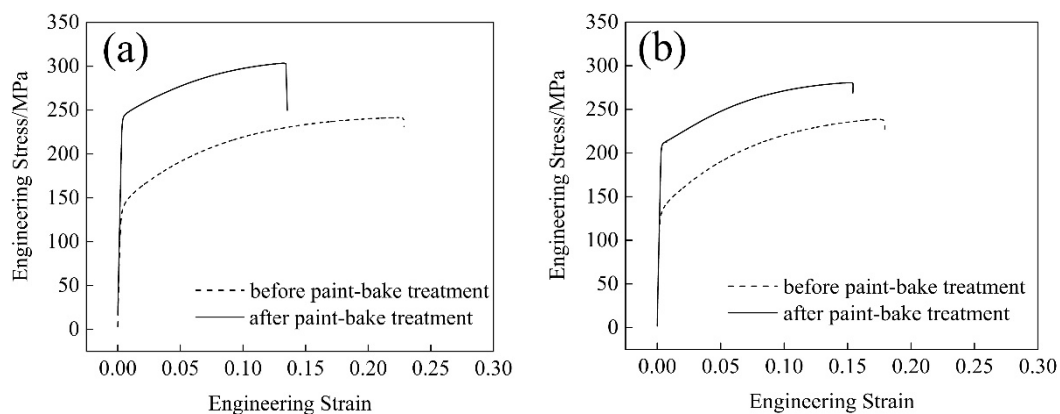 (a)
Engineering Stress/MPa
350
300
250
200
150
100
50
0
before paint-bake treatment
after paint-bake treatment
0.00 0.05 0.10 0.15 0.20 0.25 0.30
Engineering Strain
(b)
Engineering Stress/MPa
350
300
250
200
150
100
50
0
before paint-bake treatment
after paint-bake treatment
0.00 0.05 0.10 0.15 0.20 0.25 0.30
Engineering Strain